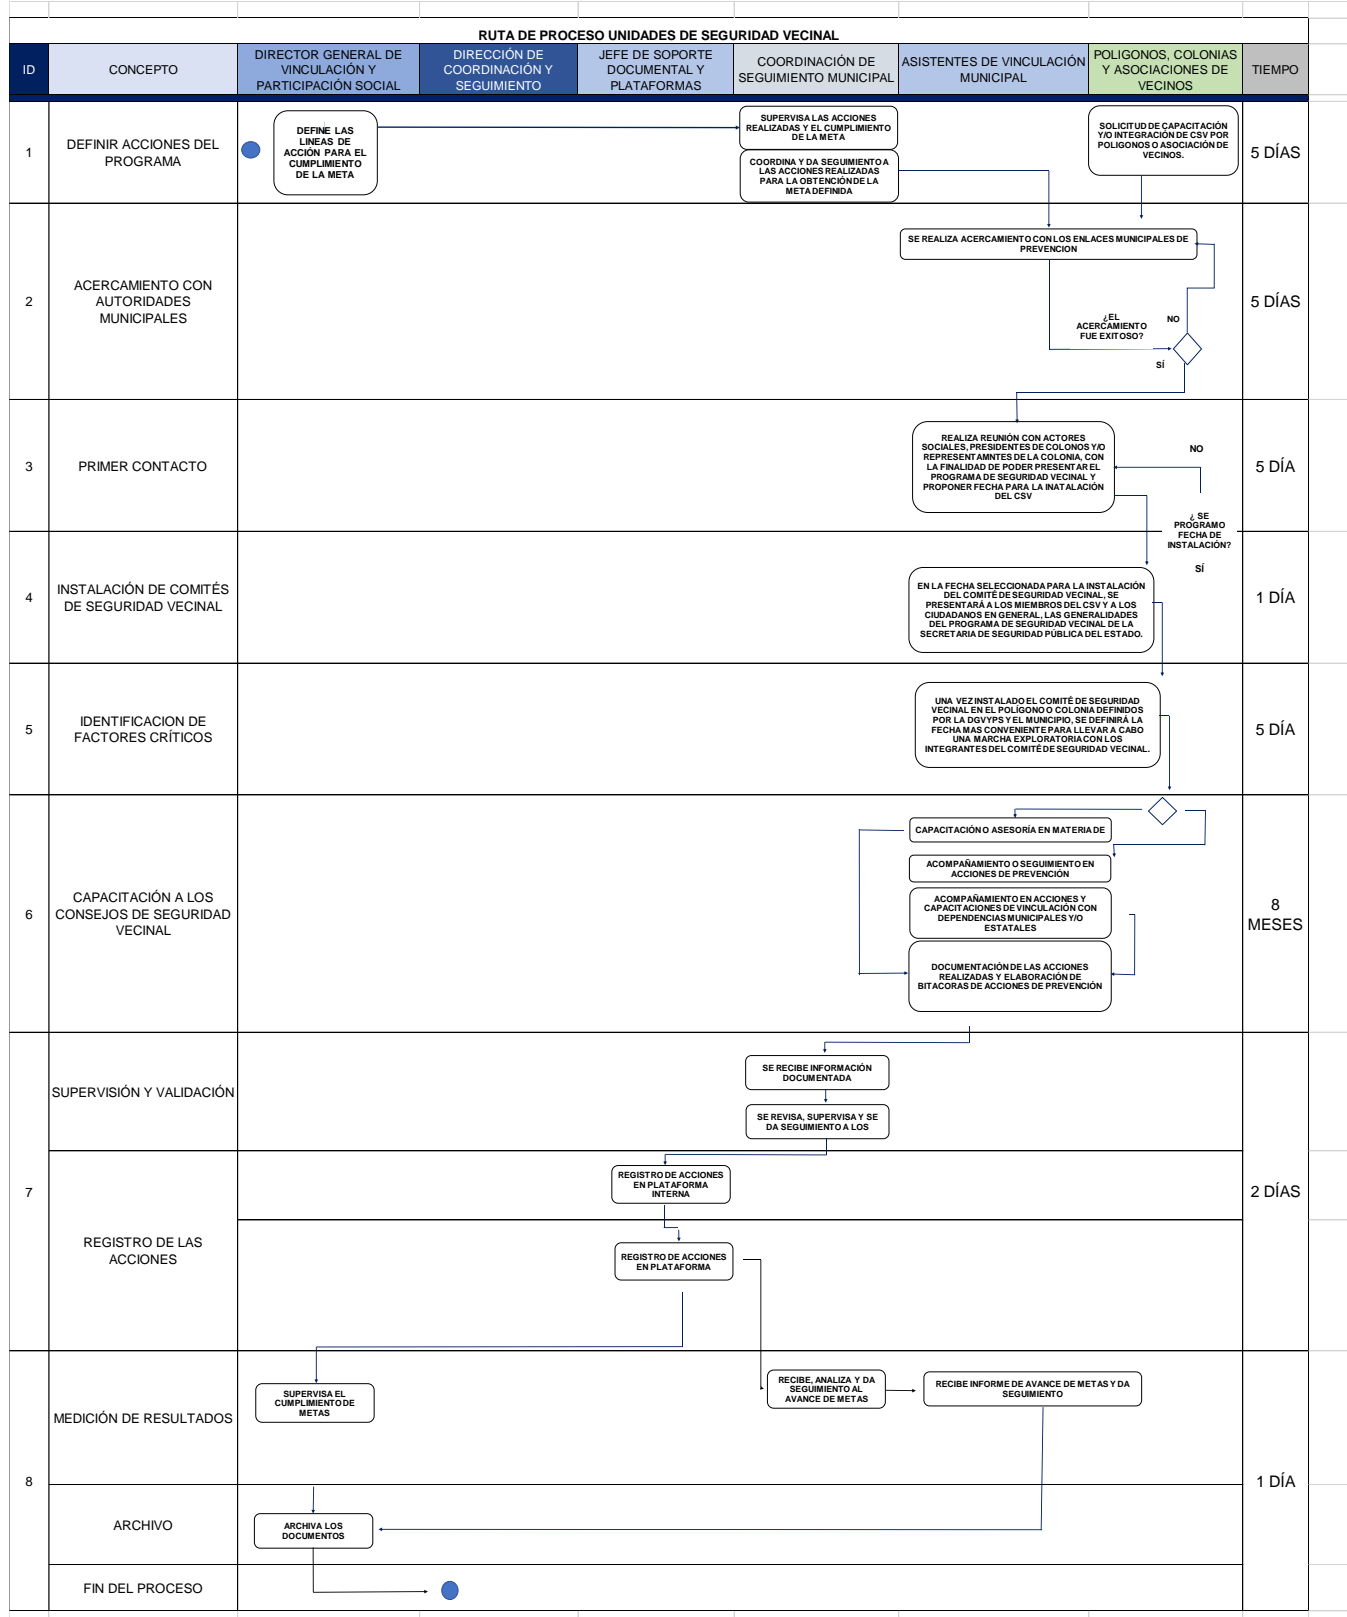 RUTA DE PROCESO UNIDADES DE SEGURIDAD VECINAL
ID
CONCEPTO
DIRECTOR GENERAL DE
VINCULACIÓN Y
PARTICIPACIÓN SOCIAL
DIRECCIÓN DE
COORDINACIÓN Y
SEGUIMIENTO
JEFE DE SOPORTE
DOCUMENTAL Y
PLATAFORMAS
COORDINACIÓN DE
SEGUIMIENTO MUNICIPAL
ASISTENTES DE VINCULACIÓN
MUNICIPAL
POLIGONOS, COLONIAS
Y ASOCIACIONES DE
VECINOS
TIEMPO
1
DEFINIR ACCIONES DEL
PROGRAMA
DEFINE LAS
LINEAS DE
ACCIÓN PARA EL
CUMPLIMIENTO
DE LA META
SUPERVISA LAS ACCIONES
REALIZADAS Y EL CUMPLIMIENTO
DE LA META
COORDINA Y DA SEGUIMIENTO A
LAS ACCIONES REALIZADAS
PARA LA OBTENCIÓN DE LA
META DEFINIDA
SOLICITUD DE CAPACITACIÓN
Y/O INTEGRACIÓN DE CSV POR
POLIGONOS O ASOCIACIÓN DE
VECINOS.
5 DÍAS
2
ACERCAMIENTO CON
AUTORIDADES
MUNICIPALES
SE REALIZA ACERCAMIENTO CON LOS ENLACES MUNICIPALES DE
PREVENCION
¿EL
ACERCAMIENTO
FUE EXITOSO?
NO
SÍ
5 DÍAS
3
PRIMER CONTACTO
REALIZA REUNIÓN CON ACTORES
SOCIALES, PRESIDENTES DE COLONOS Y/O
REPRESENTAMNTES DE LA COLONIA, CON
LA FINALIDAD DE PODER PRESENTAR EL
PROGRAMA DE SEGURIDAD VECINAL Y
PROPONER FECHA PARA LA INATALACIÓN
DEL CSV
NO
¿ SE
PROGRAMO
FECHA DE
INSTALACIÓN?
SÍ
5 DÍA
4
INSTALACIÓN DE COMITÉS
DE SEGURIDAD VECINAL
EN LA FECHA SELECCIONADA PARA LA INSTALACIÓN
DEL COMITÉ DE SEGURIDAD VECINAL, SE
PRESENTARÁ A LOS MIEMBROS DEL CSV Y A LOS
CIUDADANOS EN GENERAL, LAS GENERALIDADES
DEL PROGRAMA DE SEGURIDAD VECINAL DE LA
SECRETARIA DE SEGURIDAD PÚBLICA DEL ESTADO.
1 DÍA
5
IDENTIFICACION DE
FACTORES CRÍTICOS
UNA VEZ INSTALADO EL COMITÉ DE SEGURIDAD
VECINAL EN EL POLÍGONO O COLONIA DEFINIDOS
POR LA DGVYPS Y EL MUNICIPIO, SE DEFINIRÁ LA
FECHA MAS CONVENIENTE PARA LLEVAR A CABO
UNA MARCHA EXPLORATORIA CON LOS
INTEGRANTES DEL COMITÉ DE SEGURIDAD VECINAL.
5 DÍA
6
CAPACITACIÓN A LOS
CONSEJOS DE SEGURIDAD
VECINAL
CAPACITACIÓN O ASESORÍA EN MATERIA DE
ACOMPAÑAMIENTO O SEGUIMIENTO EN
ACCIONES DE PREVENCIÓN
ACOMPAÑAMIENTO EN ACCIONES Y
CAPACITACIONES DE VINCULACIÓN CON
DEPENDENCIAS MUNICIPALES Y/O
ESTATALES
DOCUMENTACIÓN DE LAS ACCIONES
REALIZADAS Y ELABORACIÓN DE
BITACORAS DE ACCIONES DE PREVENCIÓN
8
MESES
7
SUPERVISIÓN Y VALIDACIÓN
SE RECIBE INFORMACIÓN
DOCUMENTADA
SE REVISA, SUPERVISA Y SE
DA SEGUIMIENTO A LOS
REGISTRO DE LAS
ACCIONES
REGISTRO DE ACCIONES
EN PLATAFORMA
INTERNA
REGISTRO DE ACCIONES
EN PLATAFORMA
2 DÍAS
8
MEDICIÓN DE RESULTADOS
SUPERVISA EL
CUMPLIMIENTO DE
METAS
RECIBE, ANALIZA Y DA
SEGUIMIENTO AL
AVANCE DE METAS
RECIBE INFORME DE AVANCE DE METAS Y DA
SEGUIMIENTO
1 DÍA
ARCHIVO
ARCHIVA LOS
DOCUMENTOS
FIN DEL PROCESO